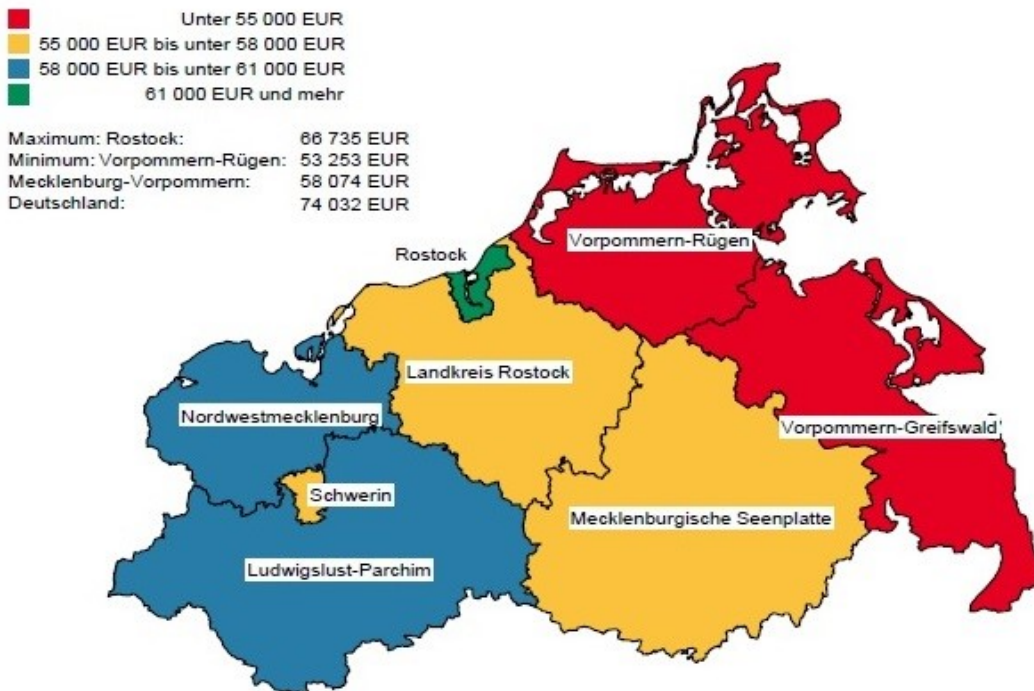 Unter 55 000 EUR
55 000 EUR bis unter 58 000 EUR
58 000 EUR bis unter 61 000 EUR
61 000 EUR und mehr
Maximum: Rostock: 66 735 EUR
Minimum: Vorpommern-Rügen: 53 253 EUR
Mecklenburg-Vorpommern: 58 074 EUR
Deutschland: 74 032 EUR
Vorpommern-Rügen
Rostock
Landkreis Rostock
Nordwestmecklenburg
Vorpommern-Greifswald
Schwerin
Mecklenburgische Seenplatte
Ludwigslust-Parchim